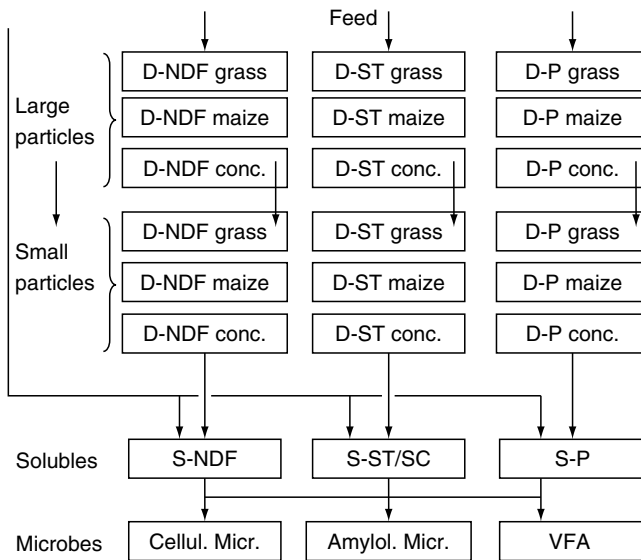 Feed
D-NDF grass D-ST grass D-P grass
Large particles
D-NDF maize D-ST maize D-P maize
D-NDF conc. D-ST conc. D-P conc.
D-NDF grass D-ST grass D-P grass
Small particles
D-NDF maize D-ST maize D-P maize
D-NDF conc. D-ST conc. D-P conc.
Solubles S-NDF S-ST/SC S-P
Microbes Cellul. Micr. Amylol. Micr. VFA